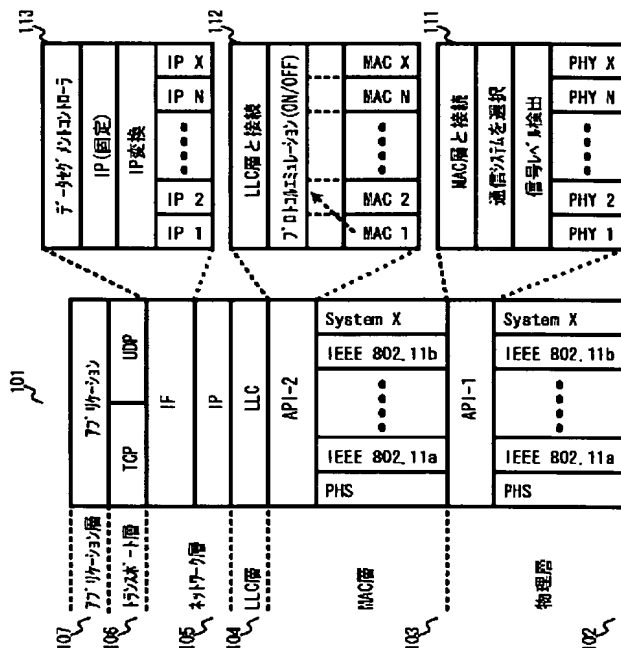 101
107
アプリケーション層
106
トランスポート層
105
ネットワーク層
104
LLC層
MAC層
103
物理層
102
アプリケーション
TCP
UDP
IF
IP
LLC
API-2
PHS
IEEE 802.11a
IEEE 802.11b
System X
API-1
PHS
IEEE 802.11a
IEEE 802.11b
System X
113
データセグメントコントローラ
IP(固定)
IP変換
IP 1
IP 2
IP N
IP X
112
LLC層と接続
プロトコルエミュレーション(ON/OFF)
MAC 1
MAC 2
MAC N
MAC X
111
MAC層と接続
通信システムを選択
信号レベル検出
PHY 1
PHY 2
PHY N
PHY X